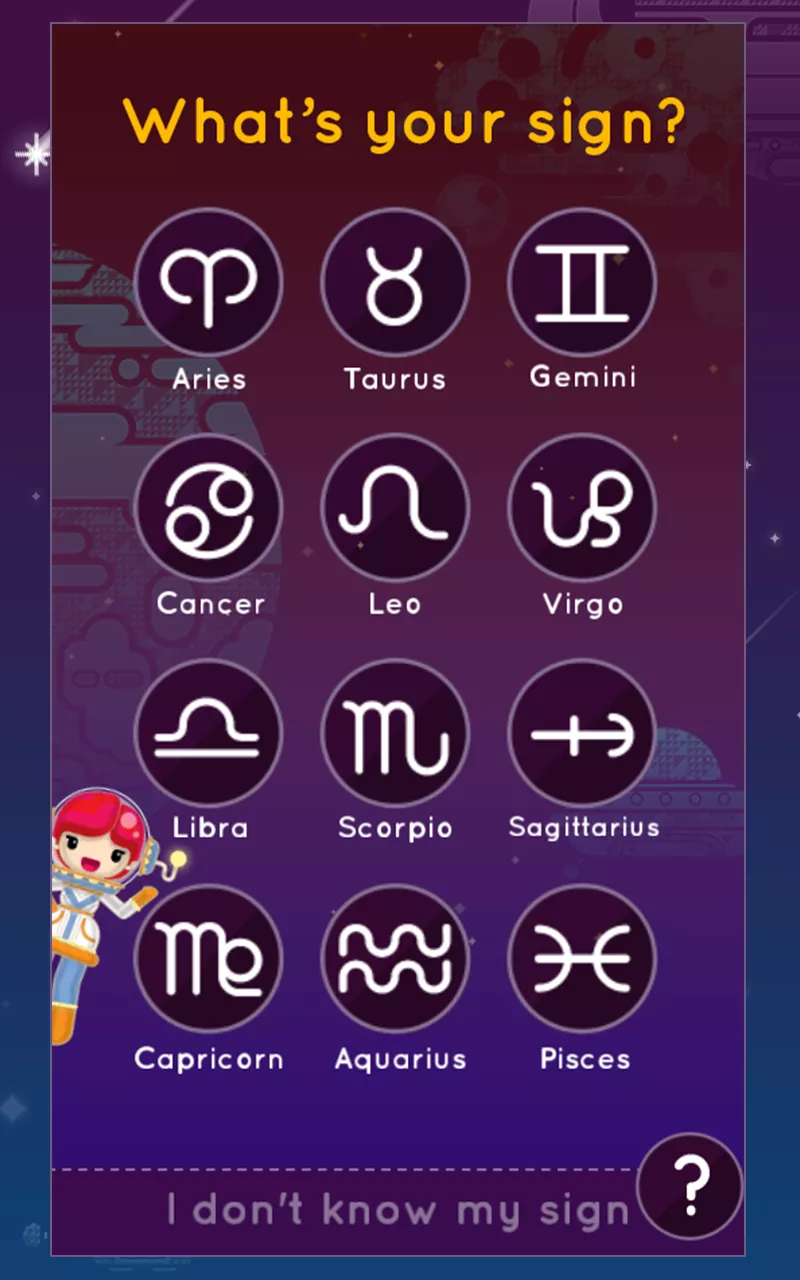 What's your sign?
Aries Taurus Gemini
Cancer Leo Virgo
Libra Scorpio Sagittarius
Capricorn Aquarius Pisces
I don't know my sign ?